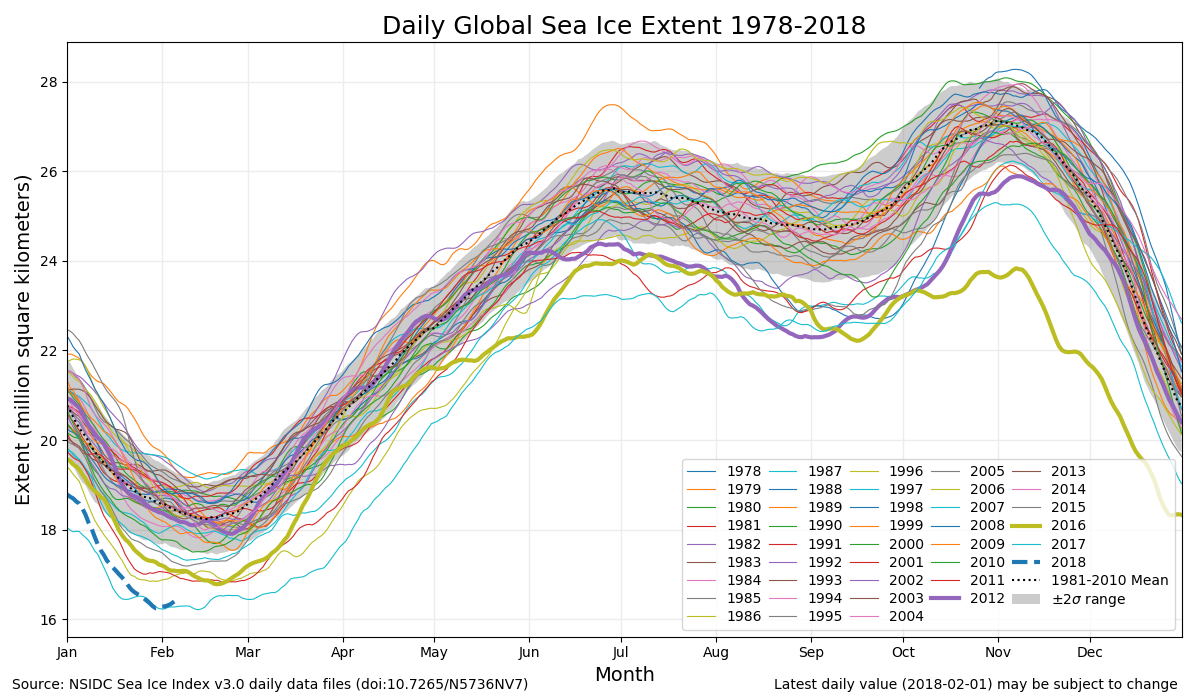 Daily Global Sea Ice Extent 1978-2018
Extent (million square kilometers)
28
26
24
22
20
18
16
1978 1987 1996 2005 2013
1979 1988 1997 2006 2014
1980 1989 1998 2007 2015
1981 1990 1999 2008 2016
1982 1991 2000 2009 2017
1983 1992 2001 2010 2018
1984 1993 2002 2011 1981-2010 Mean
1985 1994 2003 2012 ±2σ range
1986 1995 2004
Jan Feb Mar Apr May Jun Jul Aug Sep Oct Nov Dec
Month
Source: NSIDC Sea Ice Index v3.0 daily data files (doi:10.7265/N5736NV7)
Latest daily value (2018-02-01) may be subject to change